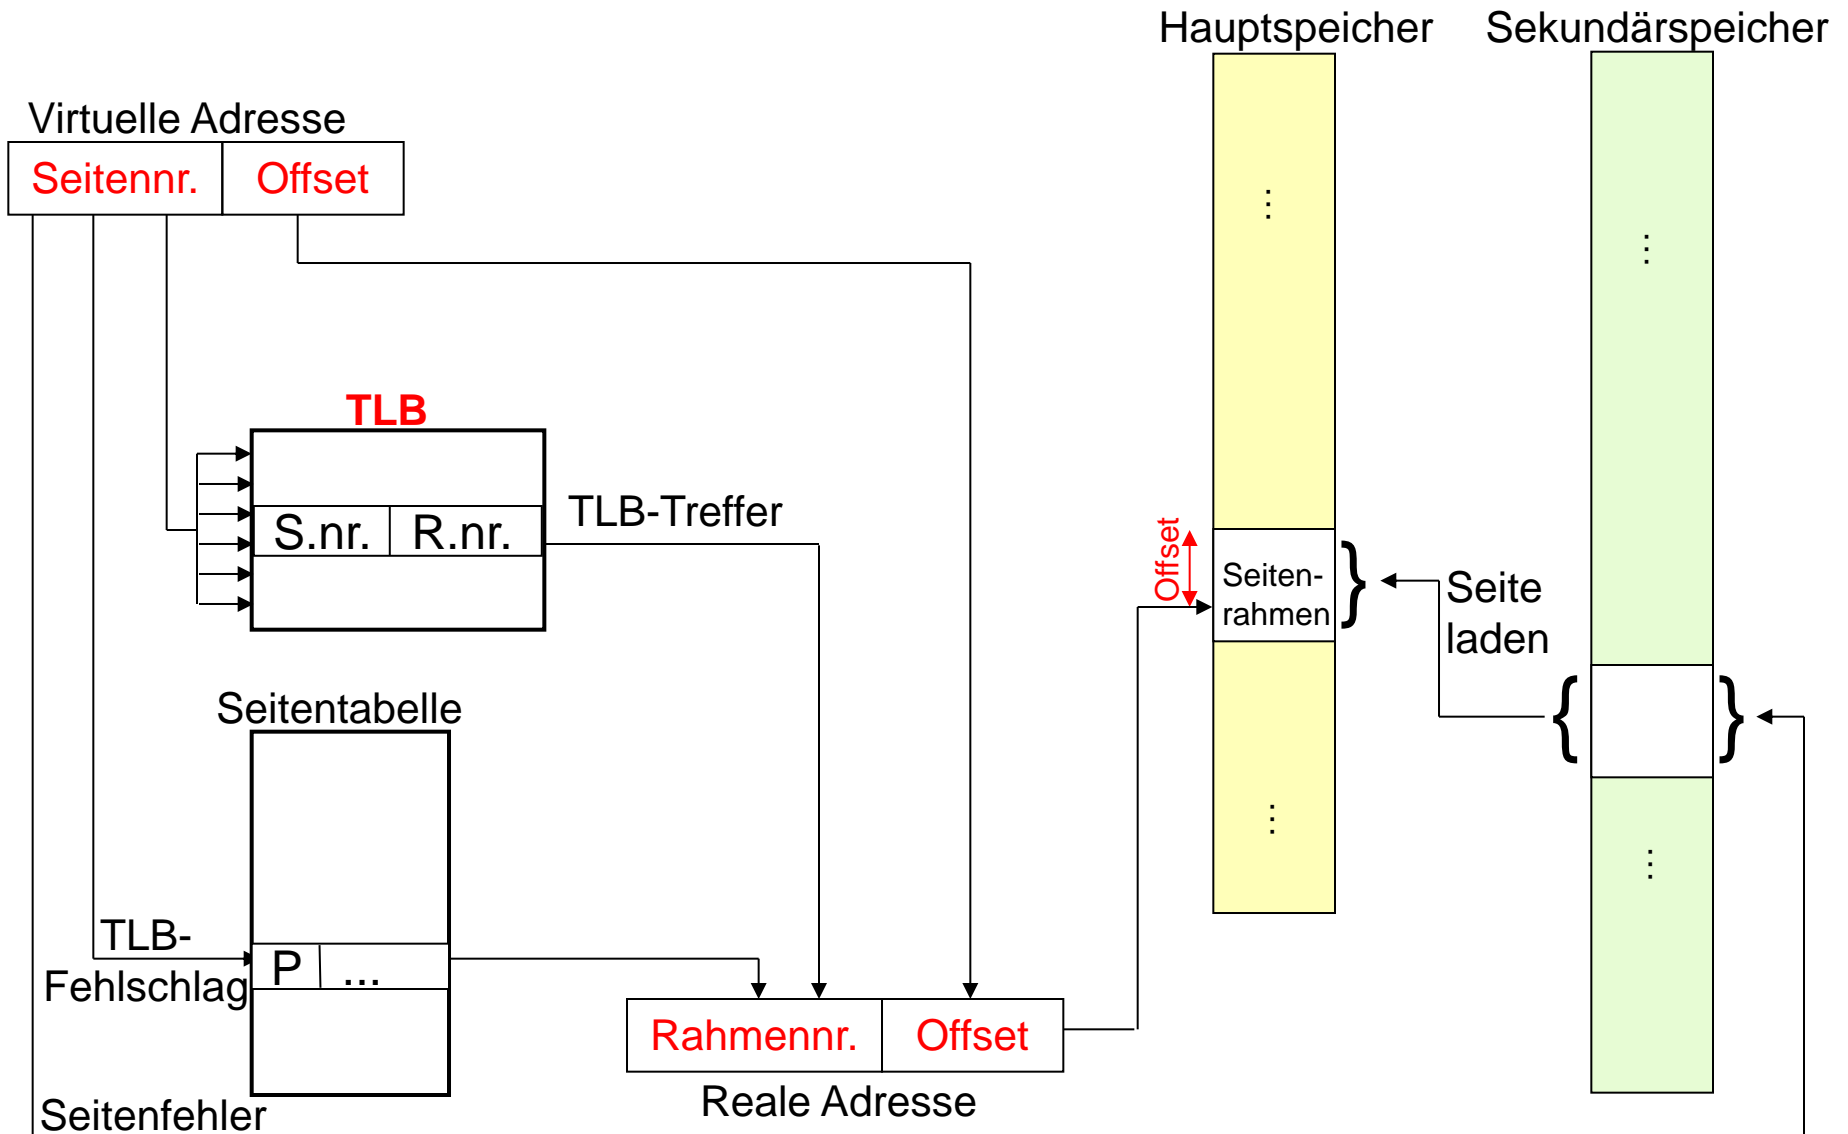 Hauptspeicher
Sekundärspeicher
Virtuelle Adresse
Seitennr.
Offset
⋮
⋮
TLB
S.nr.
R.nr.
TLB-Treffer
Offset
Seiten-
rahmen
}
Seite
laden
{
}
Seitentabelle
⋮
⋮
TLB-
Fehlschlag
P
...
Rahmennr.
Offset
Reale Adresse
Seitenfehler